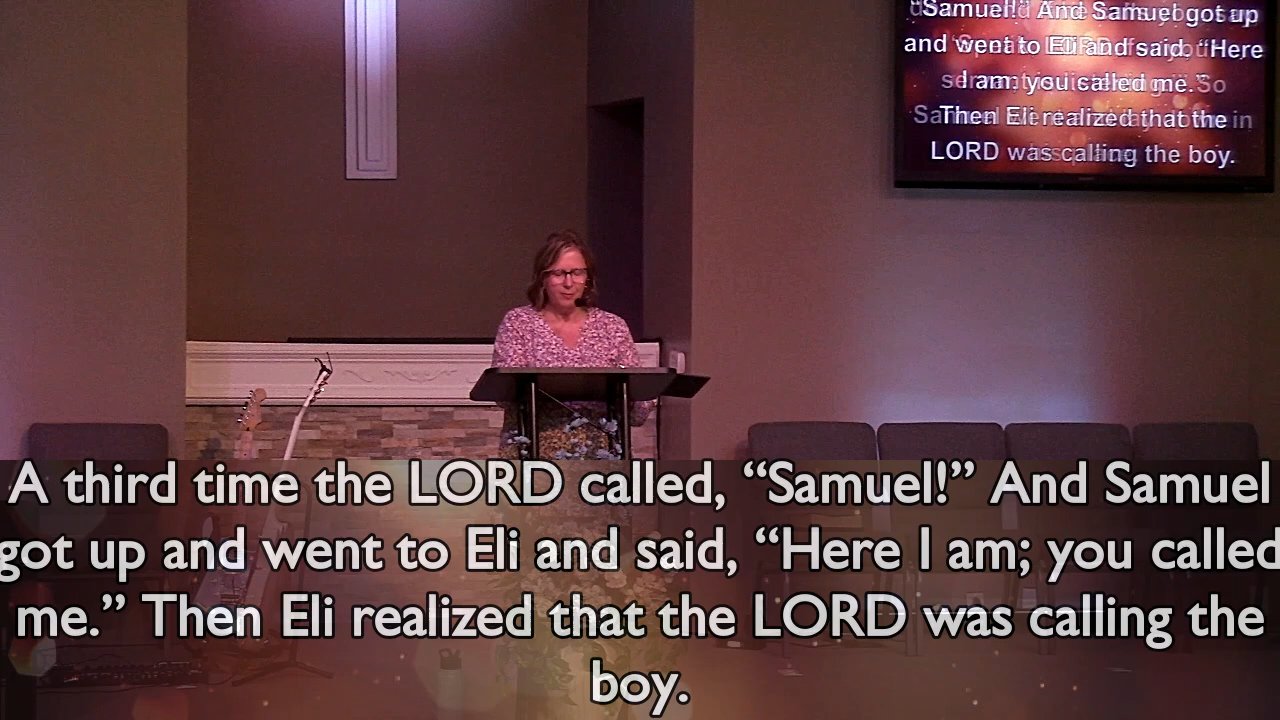 "Samuel!" And Samuel got up
and went to Eli and said, "Here
I am; you called me."
Then Eli realized that the
LORD was calling the boy.
A third time the LORD called, “Samuel!” And Samuel
got up and went to Eli and said, “Here I am; you called
me.” Then Eli realized that the LORD was calling the
boy.